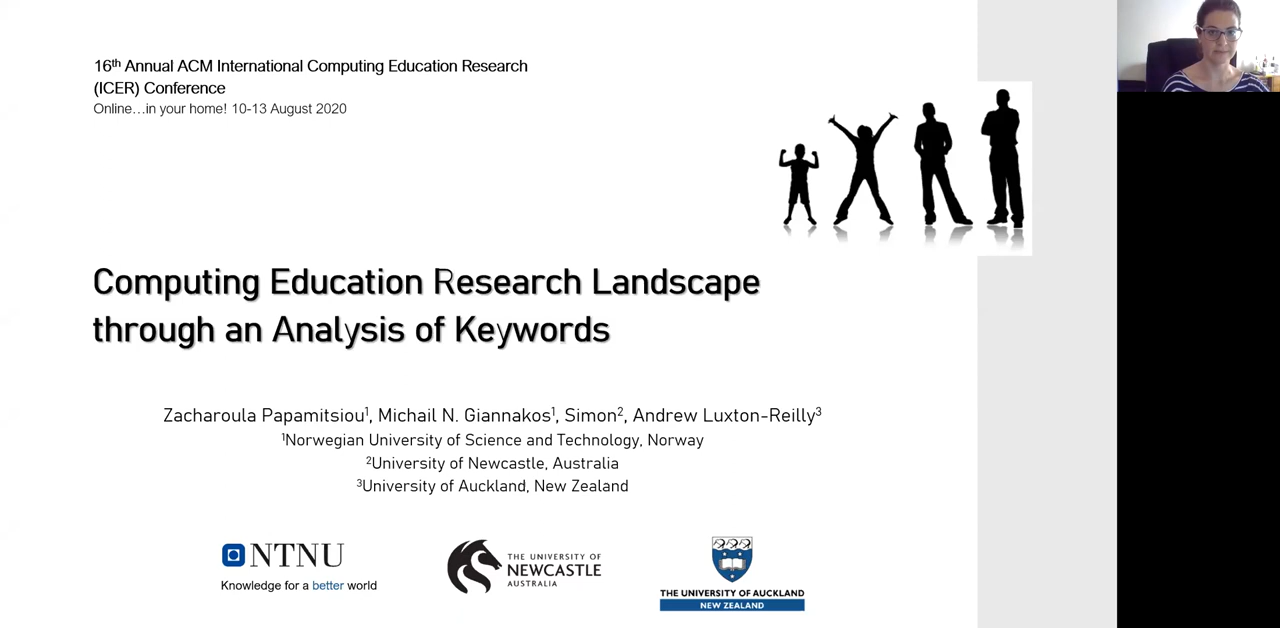 16th Annual ACM International Computing Education Research
(ICER) Conference
Online…in your home! 10-13 August 2020
Computing Education Research Landscape
through an Analysis of Keywords
Zacharoula Papamitsiou1, Michail N. Giannakos1, Simon2, Andrew Luxton-Reilly3
1Norwegian University of Science and Technology, Norway
2University of Newcastle, Australia
3University of Auckland, New Zealand
NTNU
Knowledge for a better world
THE UNIVERSITY OF
NEWCASTLE
AUSTRALIA
THE UNIVERSITY OF AUCKLAND
NEW ZEALAND